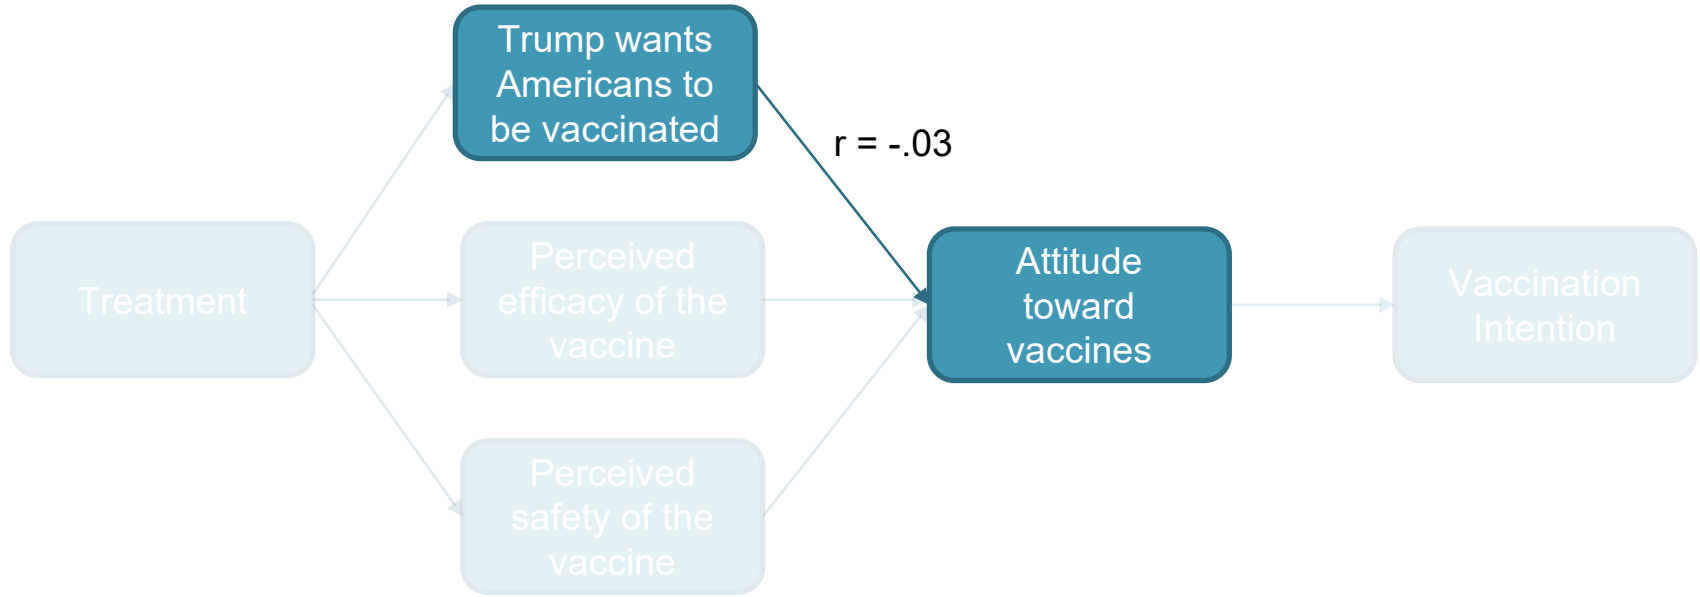 Trump wants
Americans to
be vaccinated
r = -.03
Treatment
Perceived
efficacy of the
vaccine
Attitude
toward
vaccines
Vaccination
Intention
Perceived
safety of the
vaccine